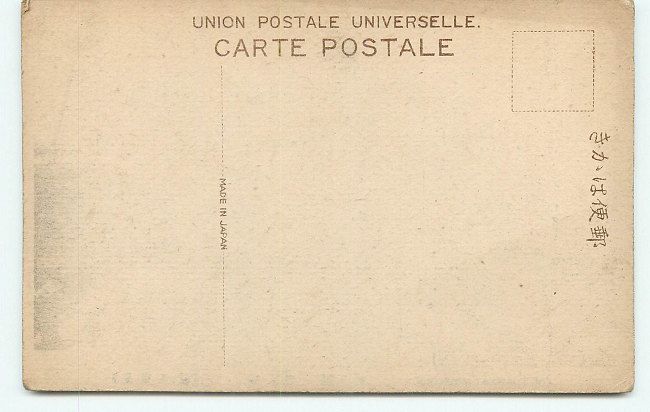 UNION POSTALE UNIVERSELLE.
CARTE POSTALE
きかは便郵
MADE IN JAPAN